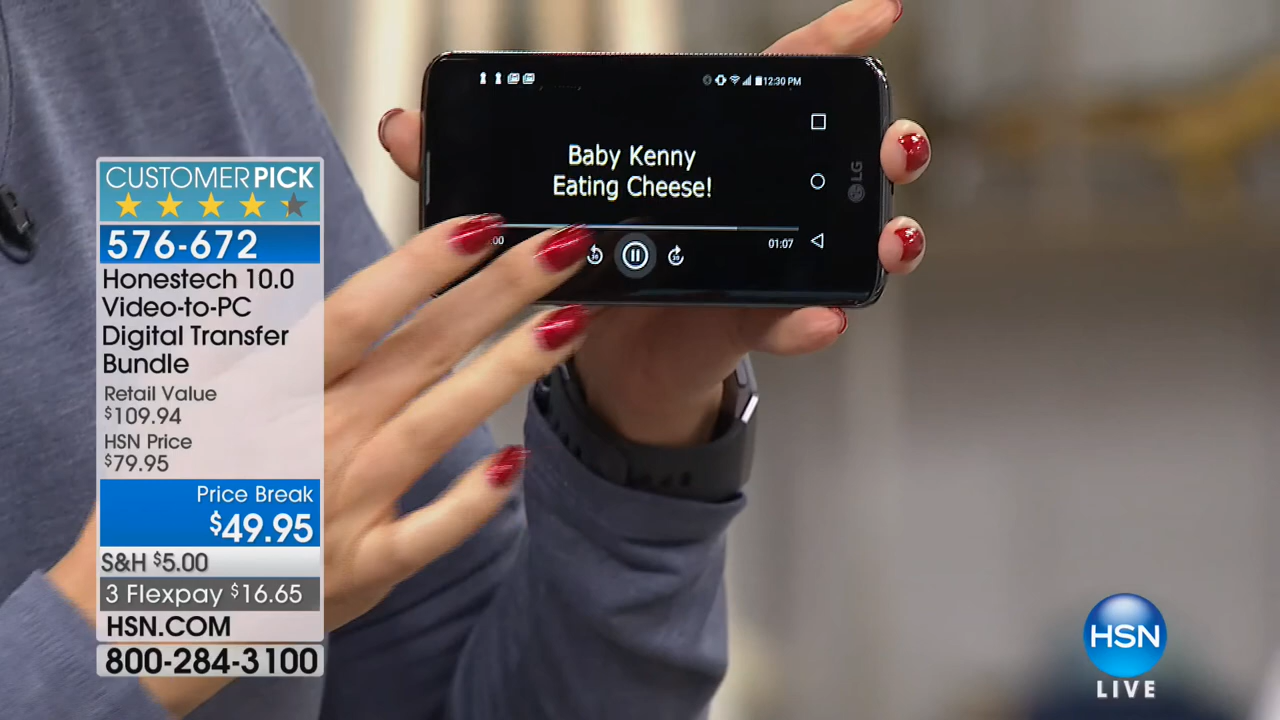 CUSTOMER PICK
576-672
Honestech 10.0
Video-to-PC
Digital Transfer
Bundle
Retail Value
$109.94
HSN Price
$79.95
Price Break
$49.95
S&H $5.00
3 Flexpay $16.65
HSN.COM
800-284-3100
12:30 PM
Baby Kenny
Eating Cheese!
:00
01:07
LG
HSN
LIVE